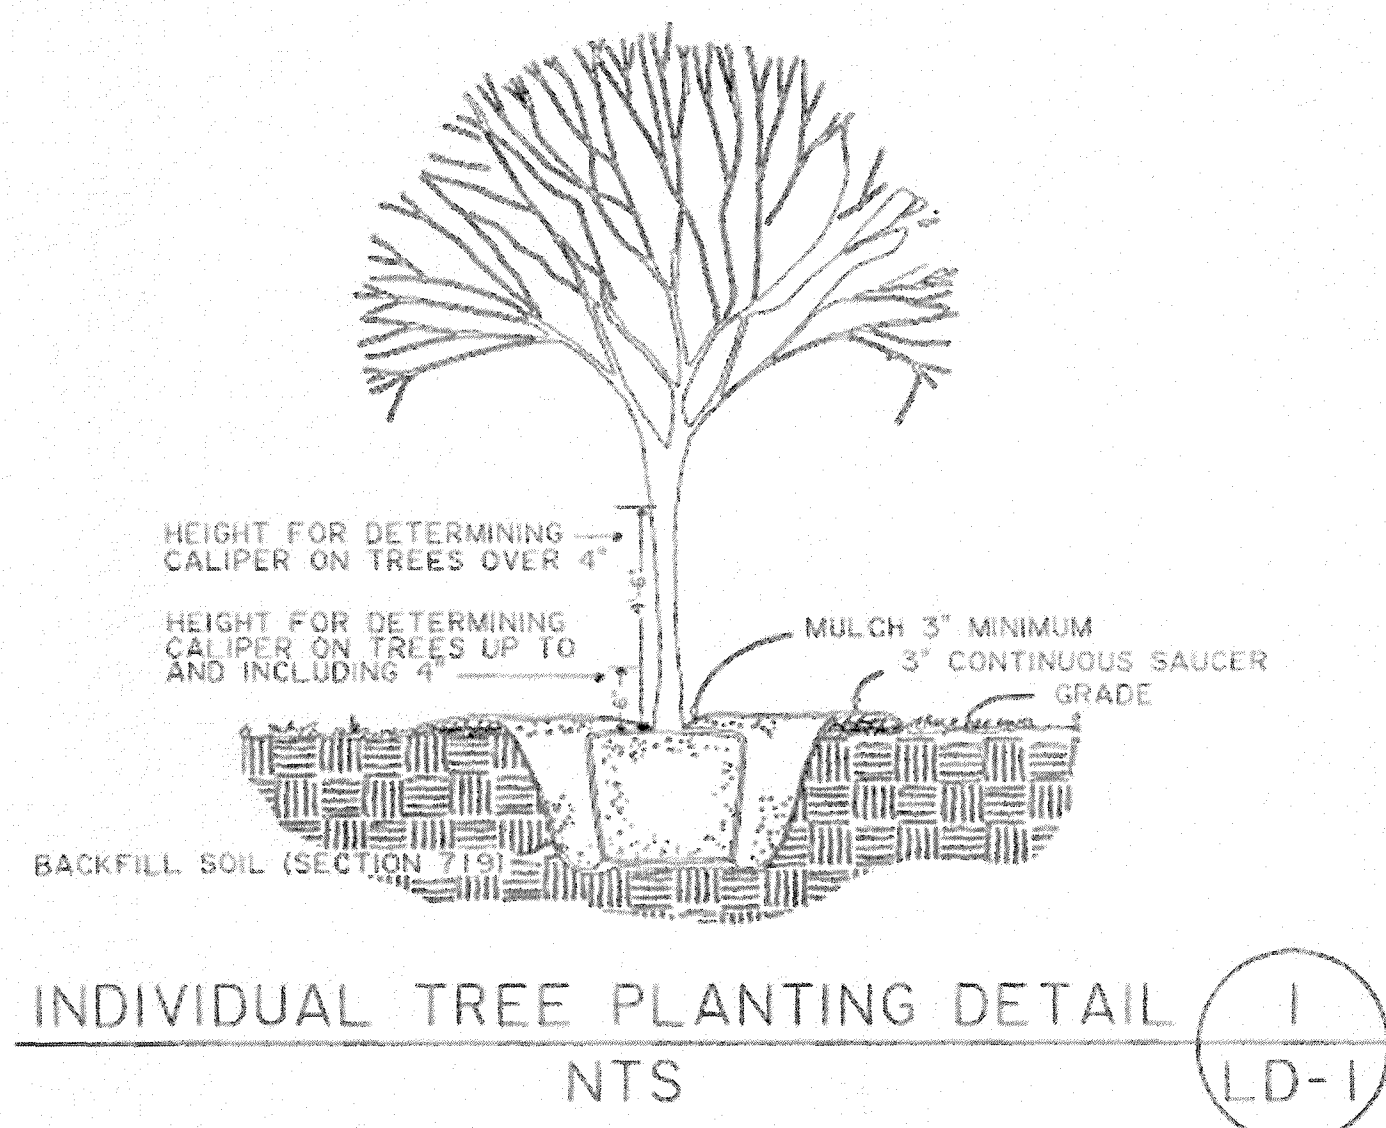 HEIGHT FOR DETERMINING
CALIPER ON TREES OVER 4"
4'-6"
HEIGHT FOR DETERMINING
CALIPER ON TREES UP TO
AND INCLUDING 4"
6"
MULCH 3" MINIMUM
3" CONTINUOUS SAUCER
GRADE
BACKFILL SOIL (SECTION 719)
INDIVIDUAL TREE PLANTING DETAIL
NTS
1
LD-1